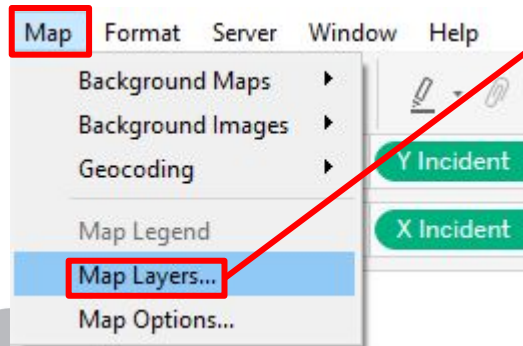 Map Format Server Window Help
Background Maps
Background Images
Geocoding
Y Incident
Map Legend
X Incident
Map Layers...
Map Options...